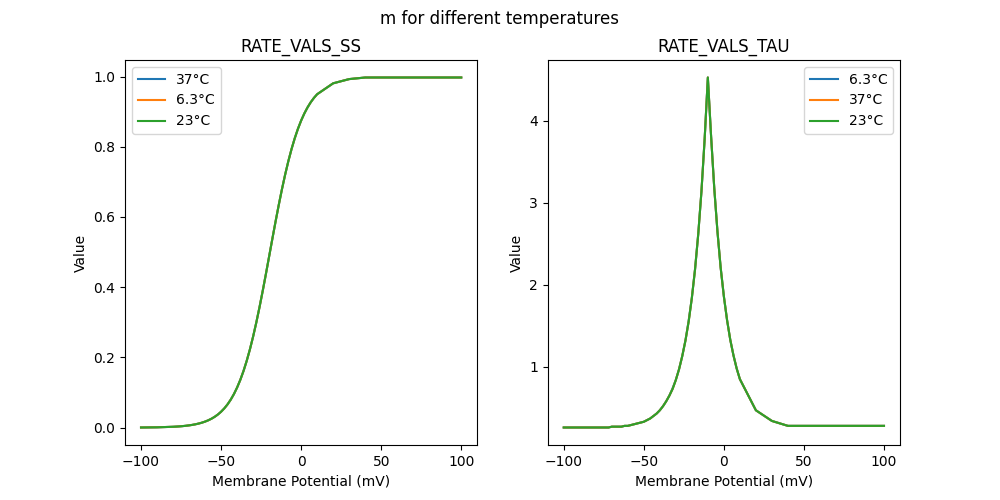 m for different temperatures
RATE_VALS_SS
1.0
0.8
0.6
0.4
0.2
0.0
Value
37°C
6.3°C
23°C
−100
−50
0
50
100
Membrane Potential (mV)
RATE_VALS_TAU
4
3
2
1
Value
6.3°C
37°C
23°C
−100
−50
0
50
100
Membrane Potential (mV)